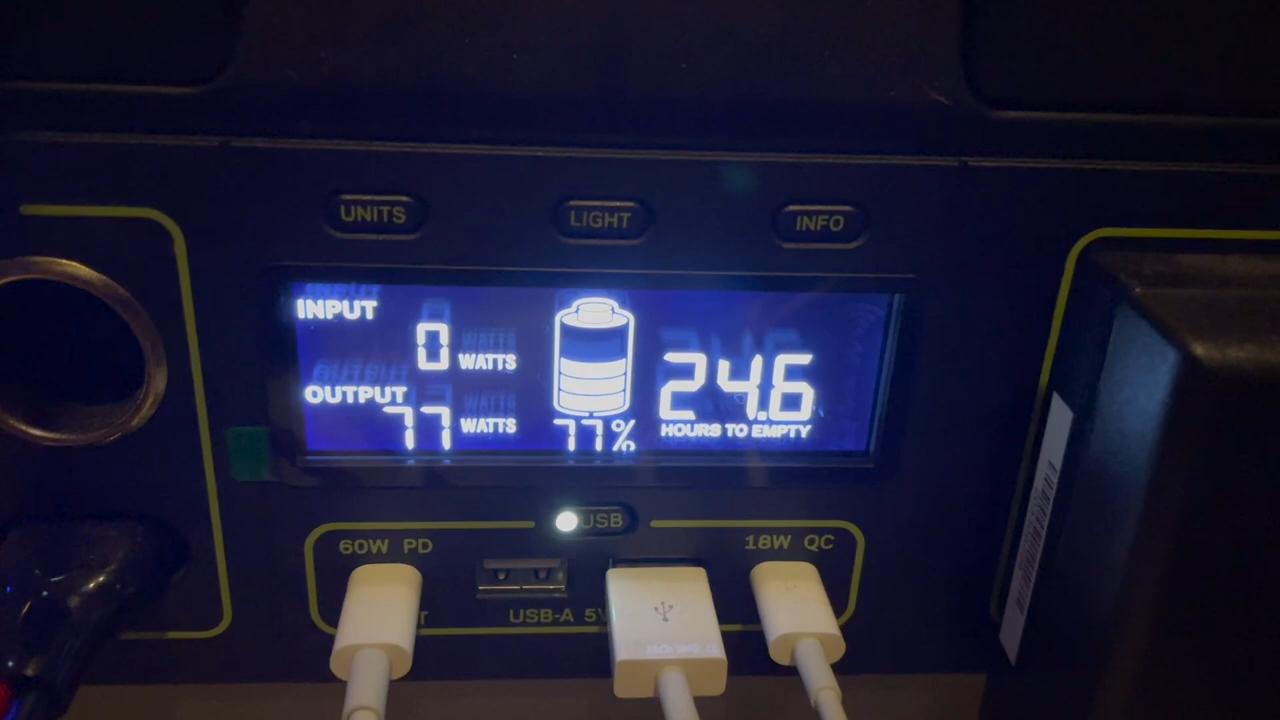 UNITS
LIGHT
INFO
INPUT
0 WATTS
OUTPUT
77 WATTS
77%
24.6
HOURS TO EMPTY
USB
60W PD
18W QC
USB-A 5V